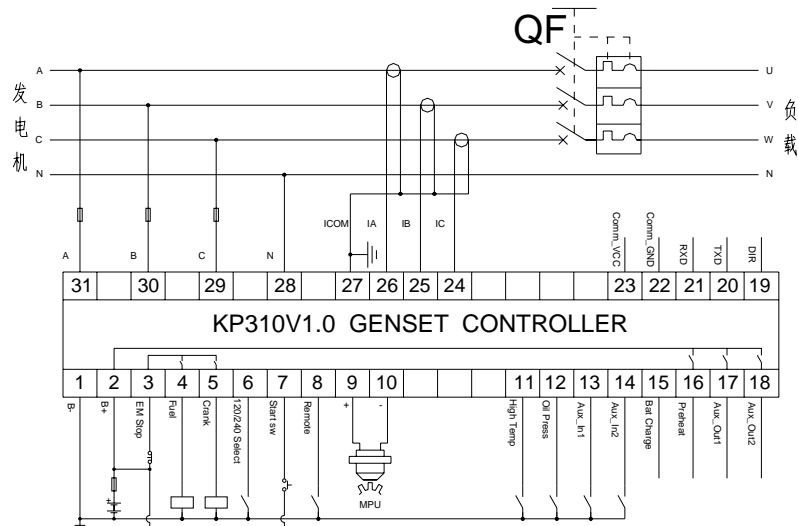 QF
A U
B V
C W
N N
发电机
负载
ICOM IA IB IC
Comm_VCC Comm_GND RXD TXD DIR
A B C N
31 30 29 28 27 26 25 24 23 22 21 20 19
KP310V1.0 GENSET CONTROLLER
1 2 3 4 5 6 7 8 9 10 11 12 13 14 15 16 17 18
B- B+ EM Stop Fuel Crank 120/240 Select Start sw Remote + - High Temp Oil Press Aux_In1 Aux_In2 Bat Charge Preheat Aux_Out1 Aux_Out2
+
MPU